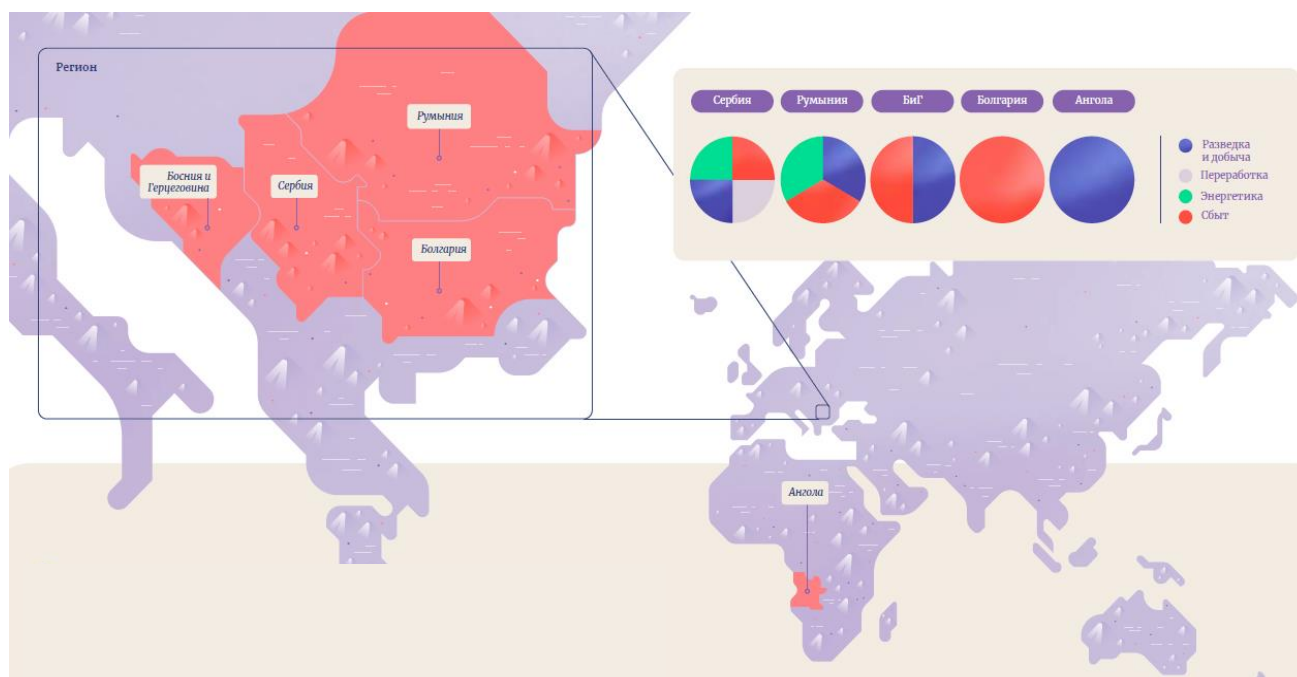 Регион
Румыния
Босния и
Герцеговина
Сербия
Болгария
Сербия
Румыния
БиГ
Болгария
Ангола
Разведка
и добыча
Переработка
Энергетика
Сбыт
Ангола